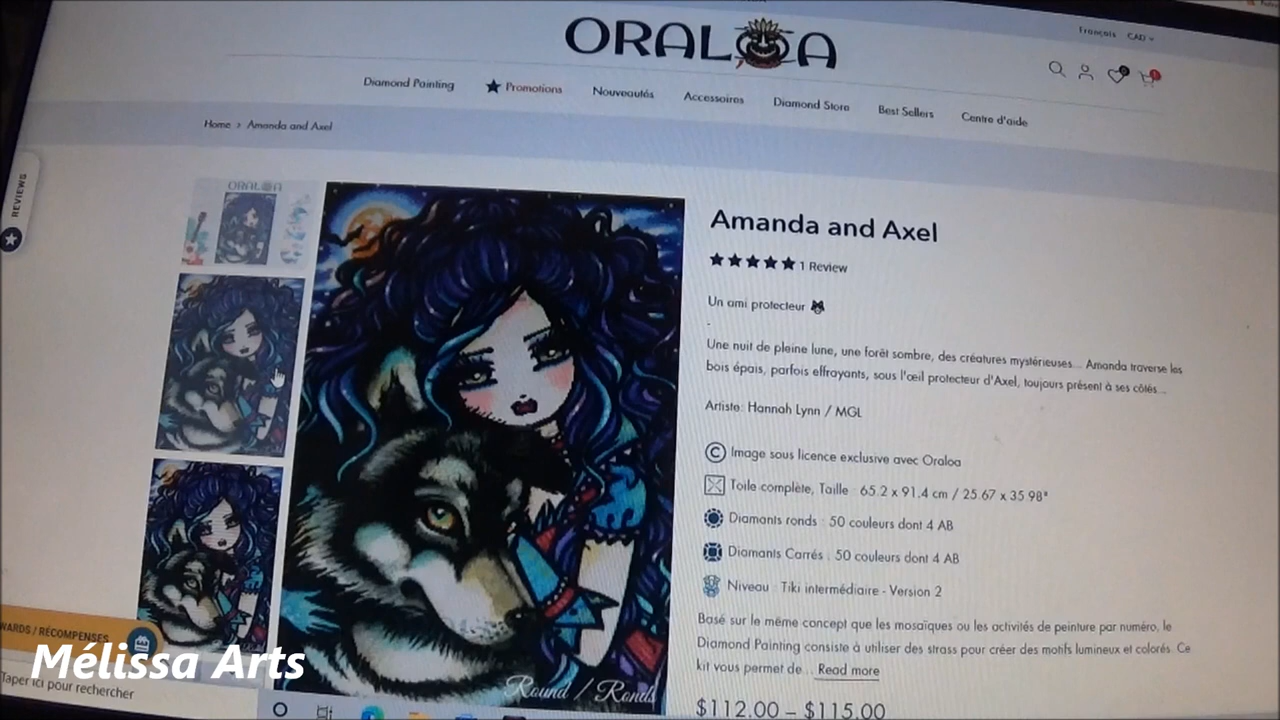 ORALOA
Français CAD
Diamond Painting Promotions Nouveautés Accessoires Diamond Store Best Sellers Centre d'aide
Home > Amanda and Axel
REVIEWS
ORALOA
Amanda and Axel
1 Review
Un ami protecteur
-
Une nuit de pleine lune, une forêt sombre, des créatures mystérieuses... Amanda traverse les
bois épais, parfois effrayants, sous l'œil protecteur d'Axel, toujours présent à ses côtés...
Artiste: Hannah Lynn / MGL
© Image sous licence exclusive avec Oraloa
Toile complète, Taille : 65.2 x 91.4 cm / 25.67 x 35.98"
Diamants ronds : 50 couleurs dont 4 AB
Diamants Carrés : 50 couleurs dont 4 AB
Niveau : Tiki intermédiaire - Version 2
Basé sur le même concept que les mosaïques ou les activités de peinture par numéro, le
Diamond Painting consiste à utiliser des strass pour créer des motifs lumineux et colorés. Ce
kit vous permet de... Read more
$112.00 – $115.00
Round / Ronds
WARDS / RÉCOMPENSES
Mélissa Arts
Taper ici pour rechercher